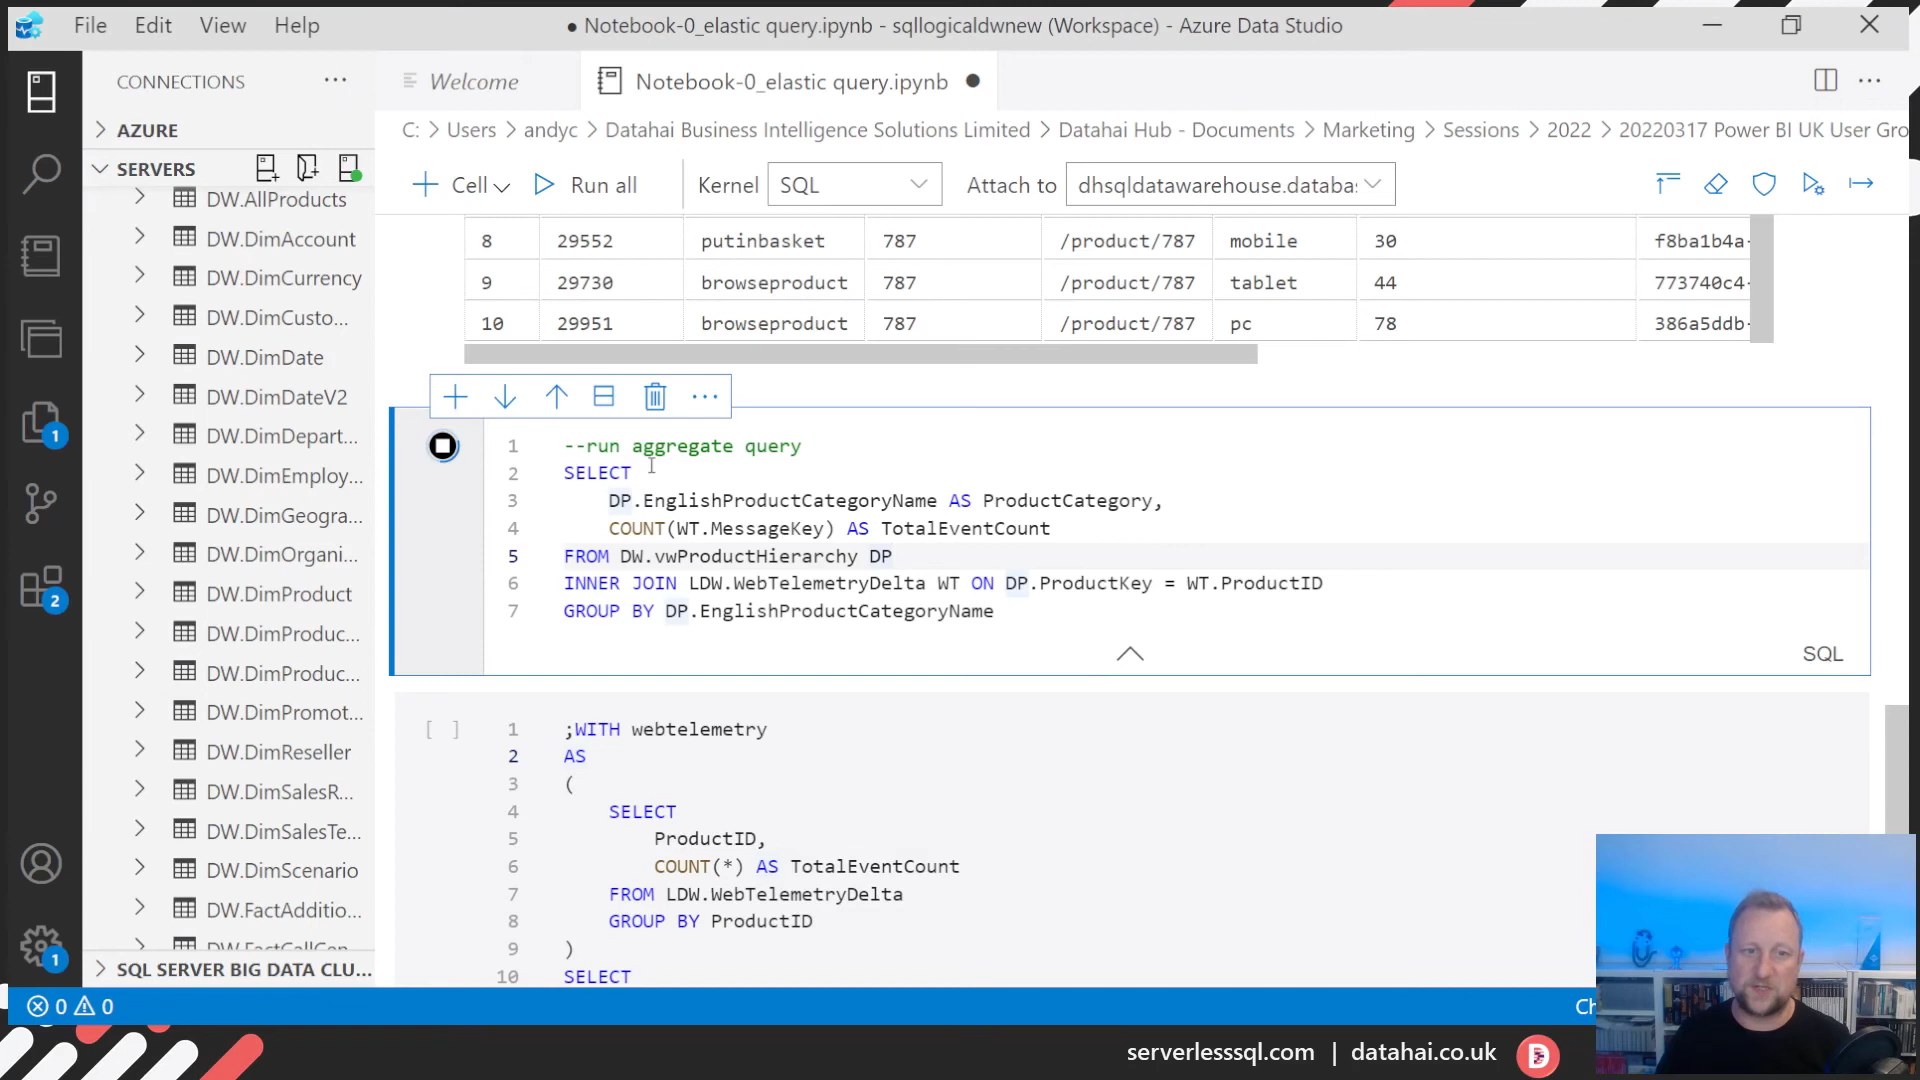 File Edit View Help
● Notebook-0_elastic query.ipynb - sqllogicaldwnew (Workspace) - Azure Data Studio
CONNECTIONS
Welcome
Notebook-0_elastic query.ipynb
AZURE
C: > Users > andyc > Datahai Business Intelligence Solutions Limited > Datahai Hub - Documents > Marketing > Sessions > 2022 > 20220317 Power BI UK User Gro
SERVERS
Cell Run all Kernel SQL Attach to dhsqldatawarehouse.databa
DW.AllProducts
DW.DimAccount
DW.DimCurrency
DW.DimCusto...
DW.DimDate
DW.DimDateV2
DW.DimDepart...
DW.DimEmploy...
DW.DimGeogra...
DW.DimOrgani...
DW.DimProduct
DW.DimProduc...
DW.DimProduc...
DW.DimPromot...
DW.DimReseller
DW.DimSalesR...
DW.DimSalesTe...
DW.DimScenario
DW.FactAdditio...
DW.FactCallCen
SQL SERVER BIG DATA CLU...
1
2
1
8 29552 putinbasket 787 /product/787 mobile 30 f8ba1b4a-
9 29730 browseproduct 787 /product/787 tablet 44 773740c4-
10 29951 browseproduct 787 /product/787 pc 78 386a5ddb-
1 --run aggregate query
2 SELECT
3 DP.EnglishProductCategoryName AS ProductCategory,
4 COUNT(WT.MessageKey) AS TotalEventCount
5 FROM DW.vwProductHierarchy DP
6 INNER JOIN LDW.WebTelemetryDelta WT ON DP.ProductKey = WT.ProductID
7 GROUP BY DP.EnglishProductCategoryName
SQL
[ ] 1 ;WITH webtelemetry
2 AS
3 (
4 SELECT
5 ProductID,
6 COUNT(*) AS TotalEventCount
7 FROM LDW.WebTelemetryDelta
8 GROUP BY ProductID
9 )
10 SELECT
0 0
serverlesssql.com | datahai.co.uk
D